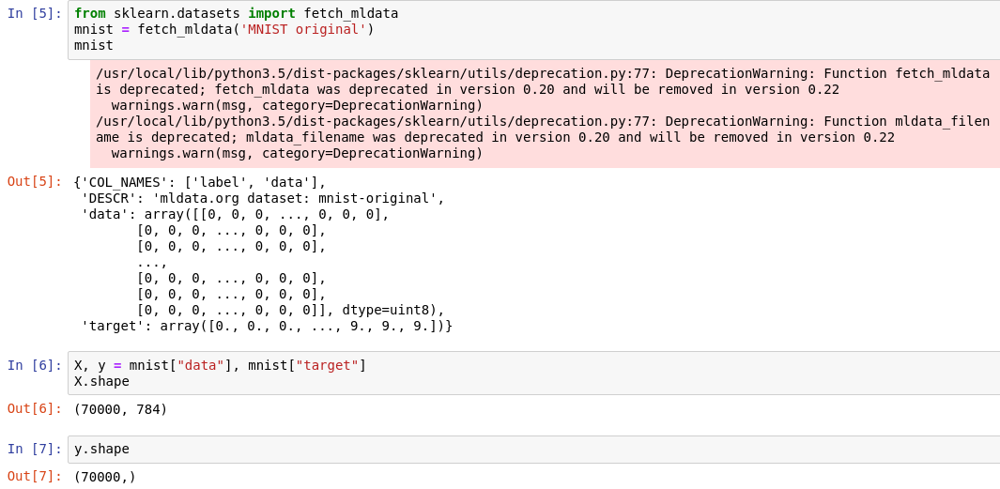 In [5]: from sklearn.datasets import fetch_mldata
mnist = fetch_mldata('MNIST original')
mnist
/usr/local/lib/python3.5/dist-packages/sklearn/utils/deprecation.py:77: DeprecationWarning: Function fetch_mldata
is deprecated; fetch_mldata was deprecated in version 0.20 and will be removed in version 0.22
  warnings.warn(msg, category=DeprecationWarning)
/usr/local/lib/python3.5/dist-packages/sklearn/utils/deprecation.py:77: DeprecationWarning: Function mldata_filen
ame is deprecated; mldata_filename was deprecated in version 0.20 and will be removed in version 0.22
  warnings.warn(msg, category=DeprecationWarning)
Out[5]: {'COL_NAMES': ['label', 'data'],
 'DESCR': 'mldata.org dataset: mnist-original',
 'data': array([[0, 0, 0, ..., 0, 0, 0],
        [0, 0, 0, ..., 0, 0, 0],
        [0, 0, 0, ..., 0, 0, 0],
        ...,
        [0, 0, 0, ..., 0, 0, 0],
        [0, 0, 0, ..., 0, 0, 0],
        [0, 0, 0, ..., 0, 0, 0]], dtype=uint8),
 'target': array([0., 0., 0., ..., 9., 9., 9.])}
In [6]: X, y = mnist["data"], mnist["target"]
X.shape
Out[6]: (70000, 784)
In [7]: y.shape
Out[7]: (70000,)